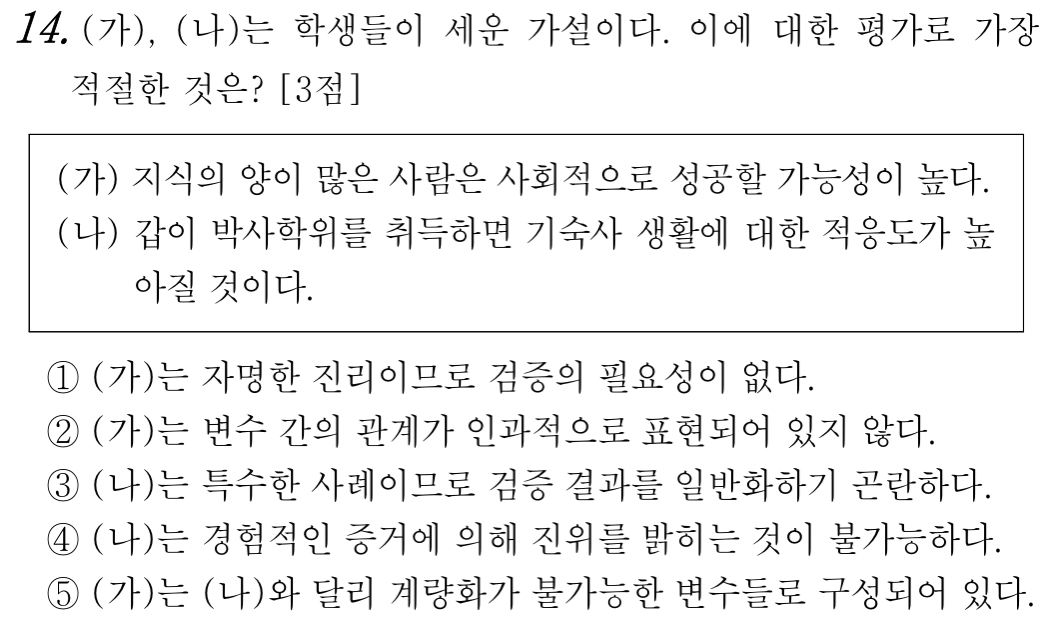 14. (가), (나)는 학생들이 세운 가설이다. 이에 대한 평가로 가장
적절한 것은? [3점]
(가) 지식의 양이 많은 사람은 사회적으로 성공할 가능성이 높다.
(나) 갑이 박사학위를 취득하면 기숙사 생활에 대한 적응도가 높
아질 것이다.
① (가)는 자명한 진리이므로 검증의 필요성이 없다.
② (가)는 변수 간의 관계가 인과적으로 표현되어 있지 않다.
③ (나)는 특수한 사례이므로 검증 결과를 일반화하기 곤란하다.
④ (나)는 경험적인 증거에 의해 진위를 밝히는 것이 불가능하다.
⑤ (가)는 (나)와 달리 계량화가 불가능한 변수들로 구성되어 있다.